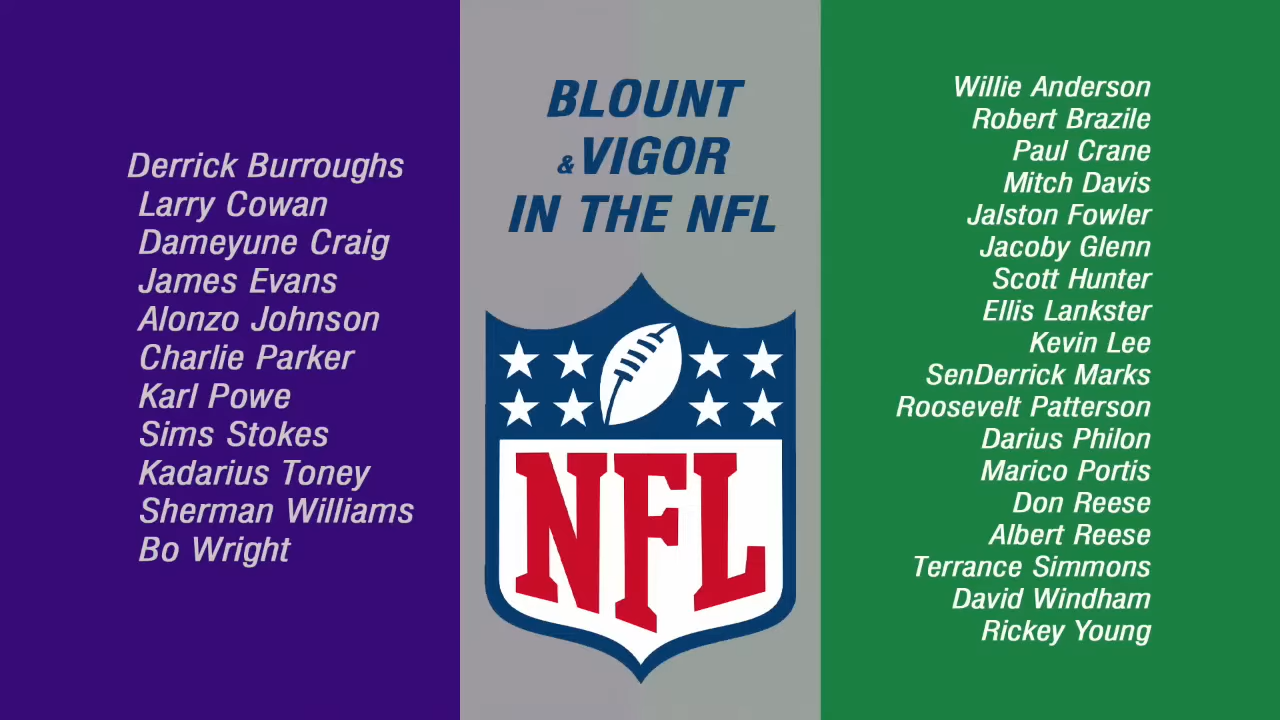 Derrick Burroughs
Larry Cowan
Dameyune Craig
James Evans
Alonzo Johnson
Charlie Parker
Karl Powe
Sims Stokes
Kadarius Toney
Sherman Williams
Bo Wright
BLOUNT
& VIGOR
IN THE NFL
NFL
Willie Anderson
Robert Brazile
Paul Crane
Mitch Davis
Jalston Fowler
Jacoby Glenn
Scott Hunter
Ellis Lankster
Kevin Lee
SenDerrick Marks
Roosevelt Patterson
Darius Philon
Marico Portis
Don Reese
Albert Reese
Terrance Simmons
David Windham
Rickey Young